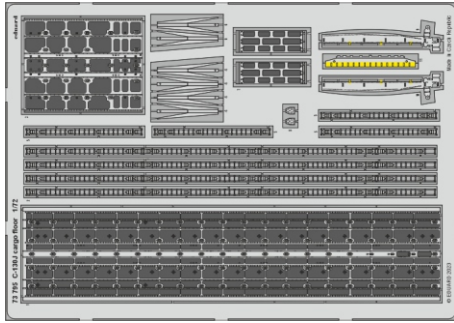 eduard
Made in Czech Republic
73 795 C-130J cargo floor 1/72
© EDUARD 2023